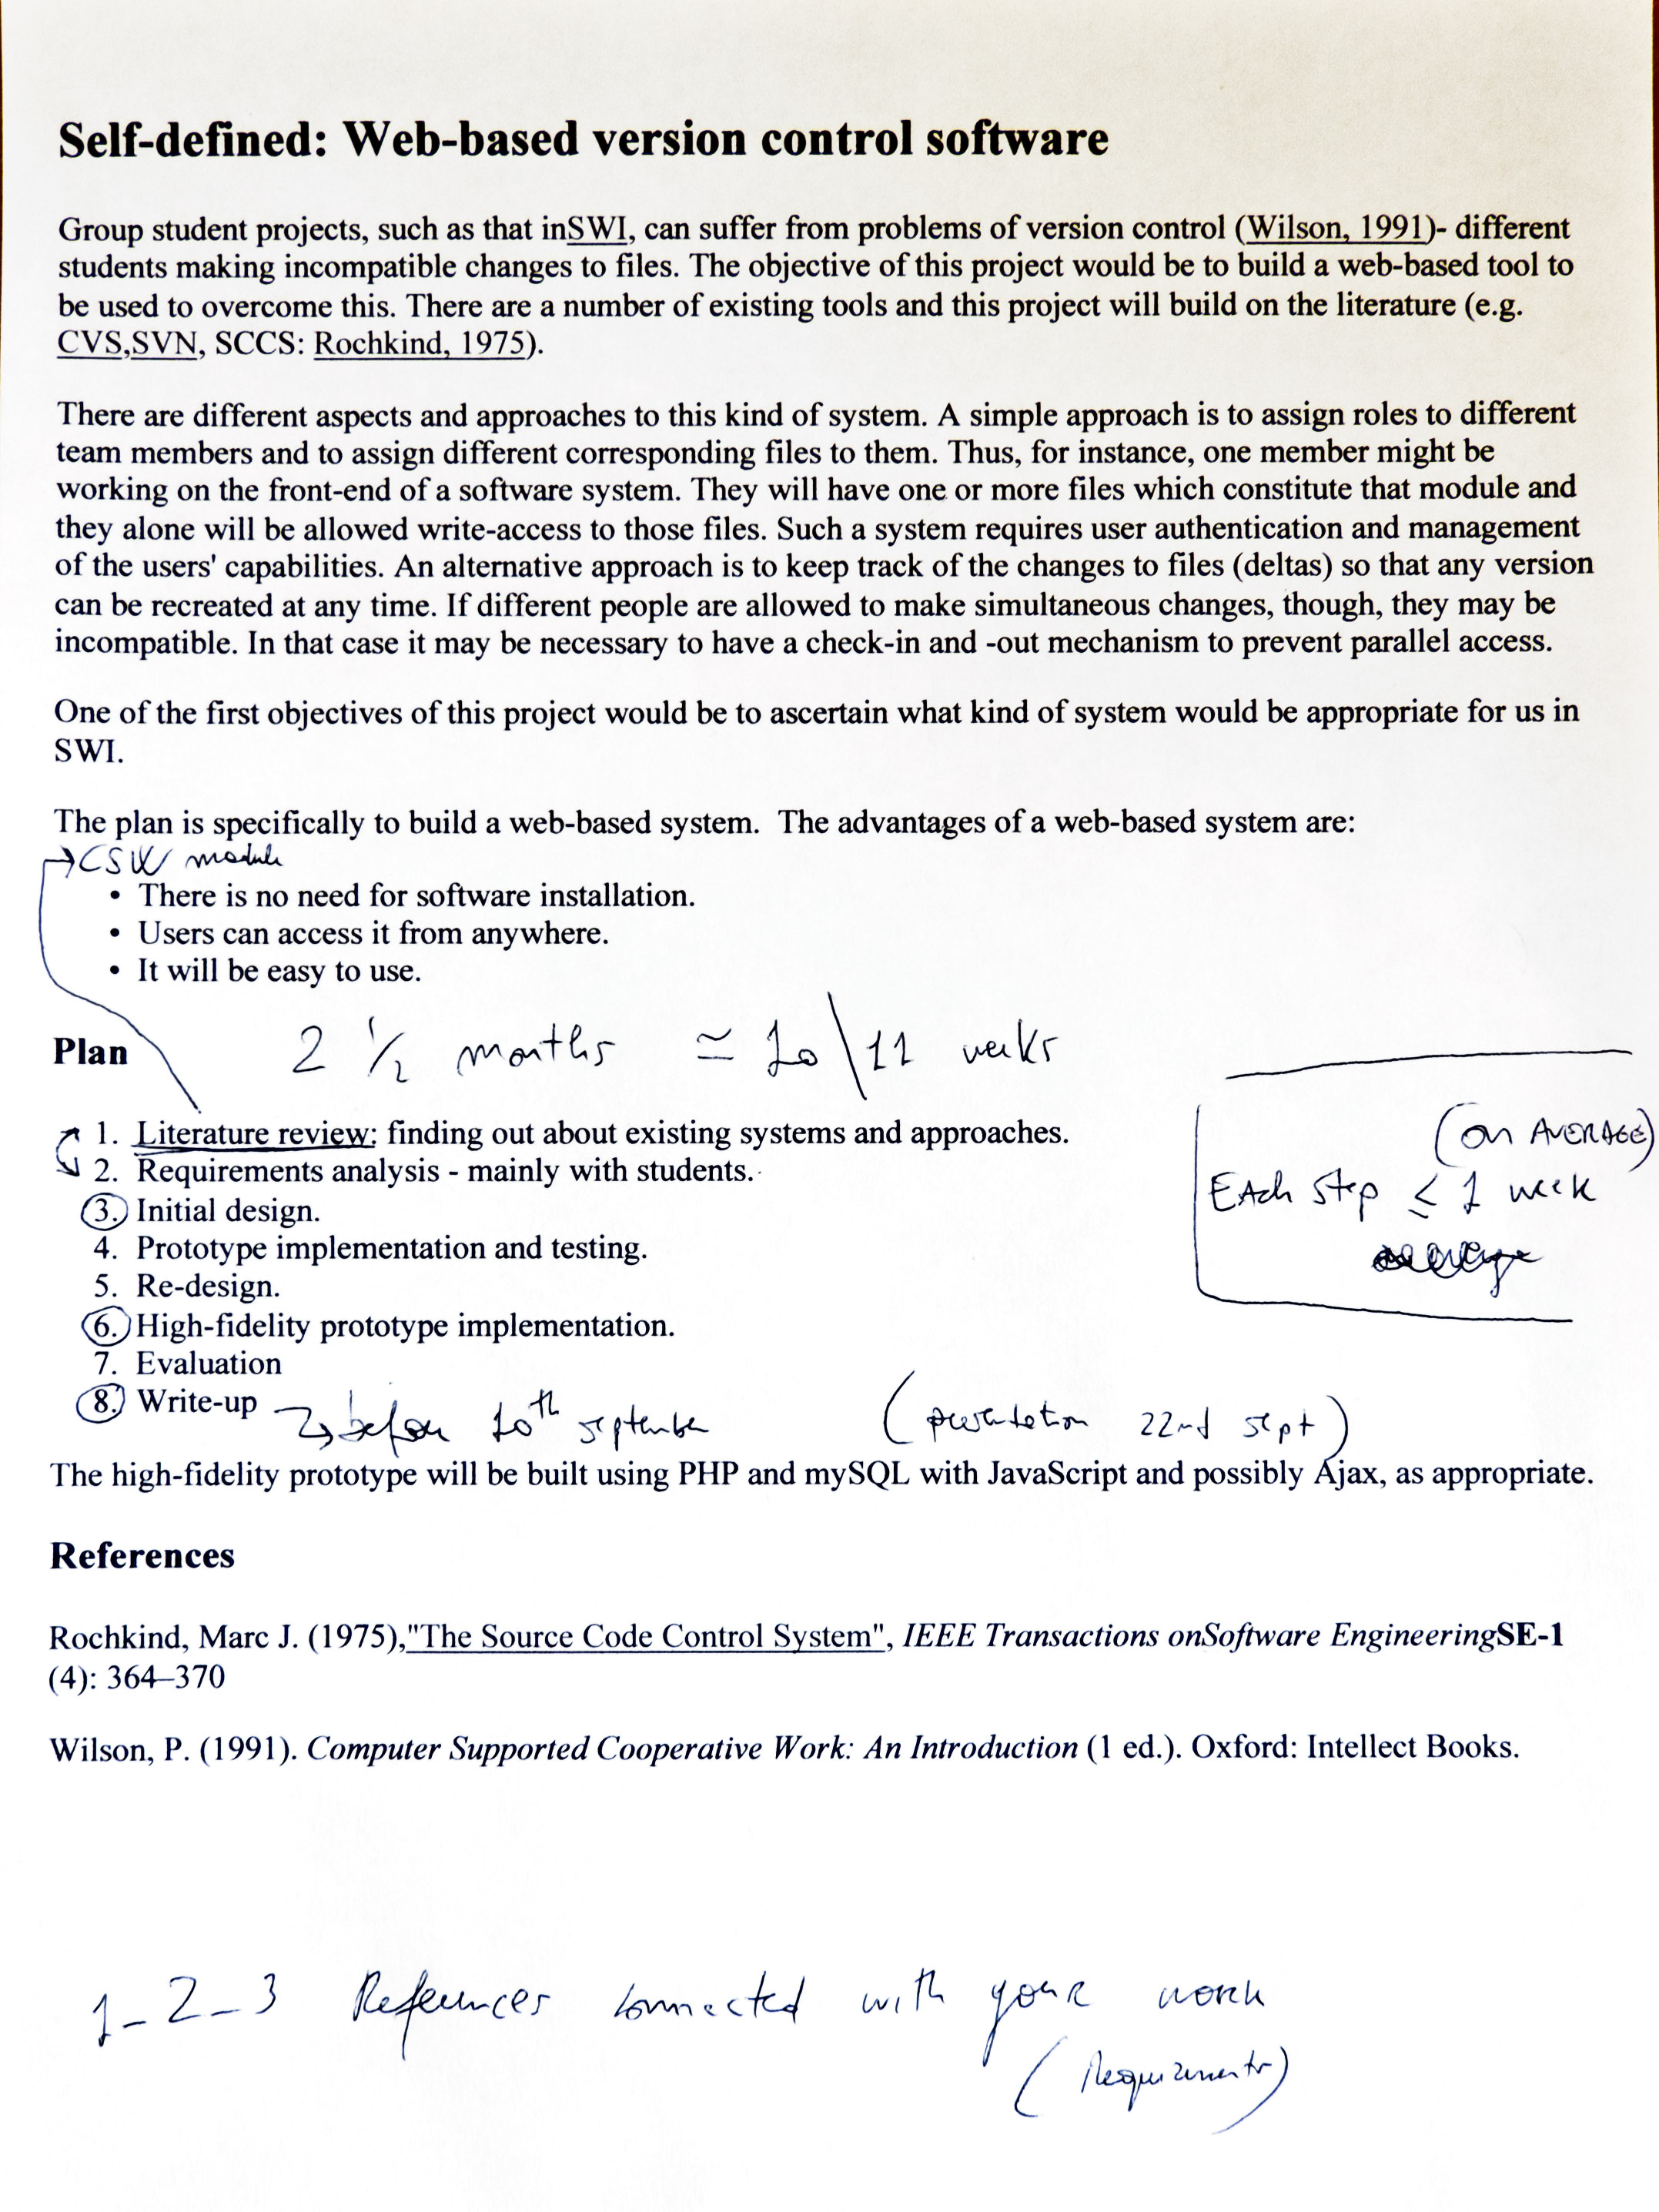 Self-defined: Web-based version control software
Group student projects, such as that inSWI, can suffer from problems of version control (Wilson, 1991)- different
students making incompatible changes to files. The objective of this project would be to build a web-based tool to
be used to overcome this. There are a number of existing tools and this project will build on the literature (e.g.
CVS,SVN, SCCS: Rochkind, 1975).
There are different aspects and approaches to this kind of system. A simple approach is to assign roles to different
team members and to assign different corresponding files to them. Thus, for instance, one member might be
working on the front-end of a software system. They will have one or more files which constitute that module and
they alone will be allowed write-access to those files. Such a system requires user authentication and management
of the users' capabilities. An alternative approach is to keep track of the changes to files (deltas) so that any version
can be recreated at any time. If different people are allowed to make simultaneous changes, though, they may be
incompatible. In that case it may be necessary to have a check-in and -out mechanism to prevent parallel access.
One of the first objectives of this project would be to ascertain what kind of system would be appropriate for us in
SWI.
The plan is specifically to build a web-based system. The advantages of a web-based system are:
→CSW module
• There is no need for software installation.
• Users can access it from anywhere.
• It will be easy to use.
Plan 2 1/2 months ≃ 10\11 weeks
1. Literature review: finding out about existing systems and approaches.
(on AVERAGE)
2. Requirements analysis - mainly with students.
Each step ≤ 1 week
3. Initial design.
4. Prototype implementation and testing.
5. Re-design.
6. High-fidelity prototype implementation.
7. Evaluation
8. Write-up → before 10th september (presentation 22nd sept)
The high-fidelity prototype will be built using PHP and mySQL with JavaScript and possibly Ajax, as appropriate.
References
Rochkind, Marc J. (1975),"The Source Code Control System", IEEE Transactions onSoftware EngineeringSE-1
(4): 364–370
Wilson, P. (1991). Computer Supported Cooperative Work: An Introduction (1 ed.). Oxford: Intellect Books.
1-2-3 References connected with your work
(Requirements)